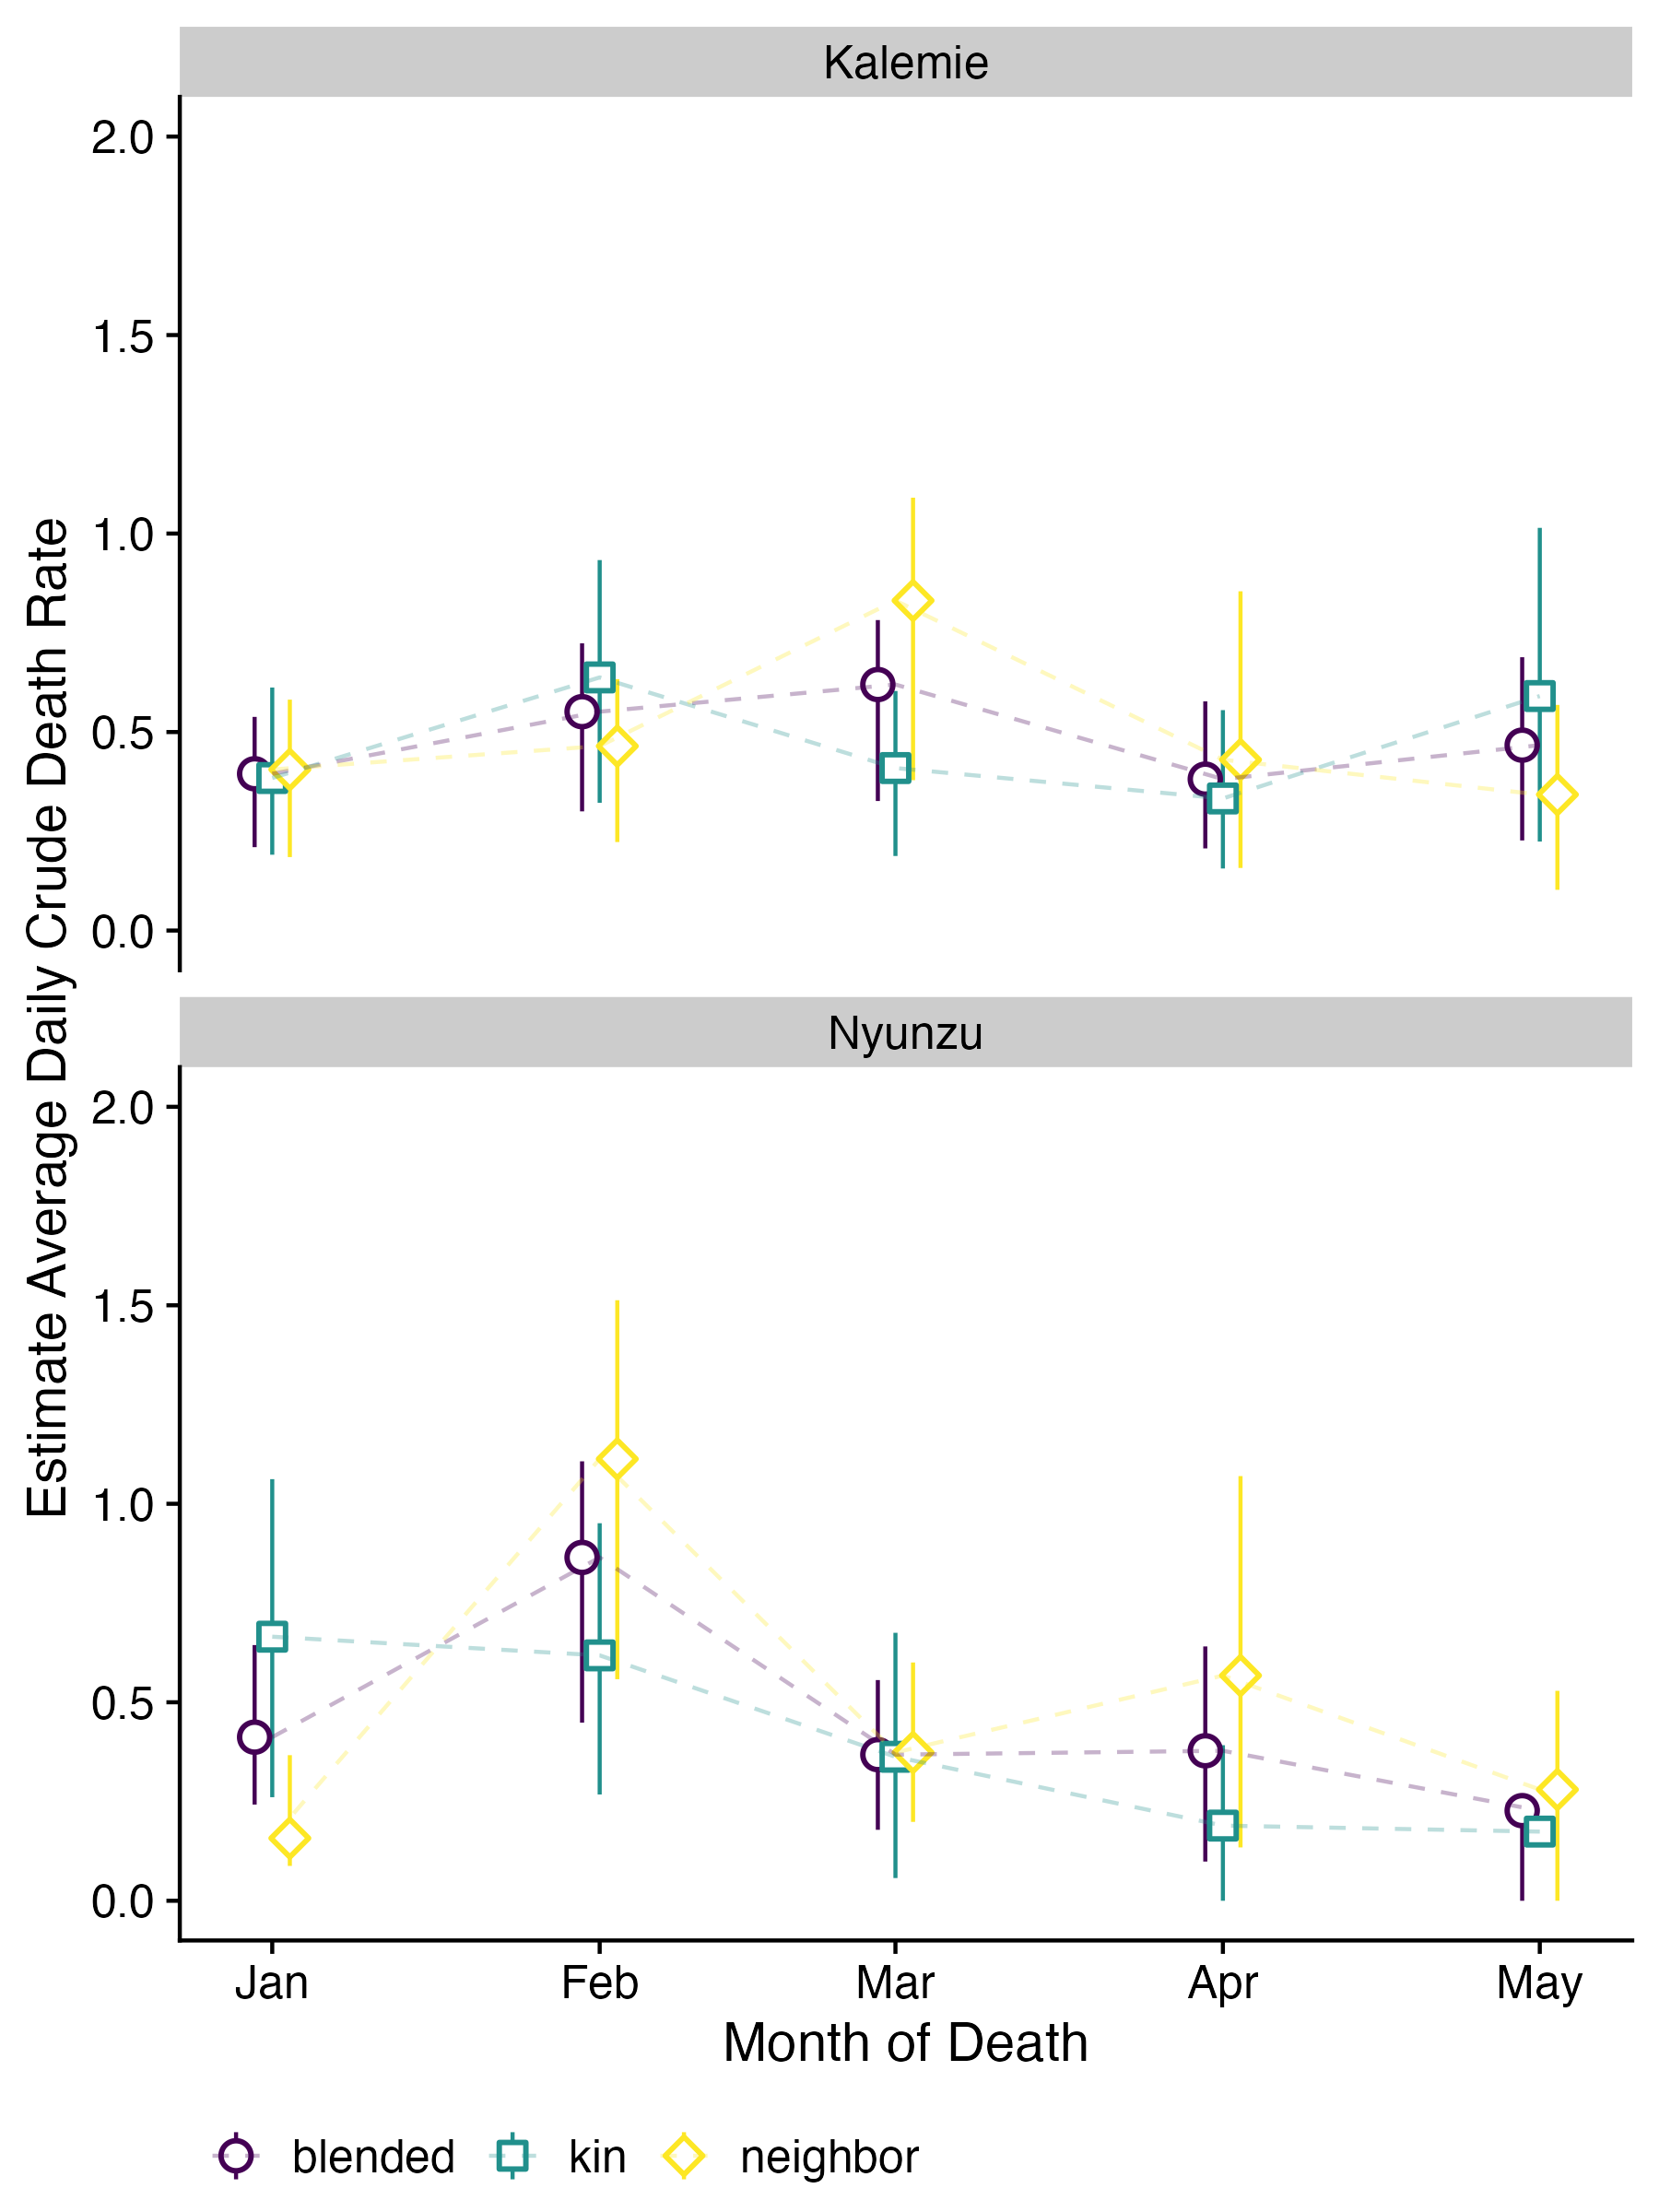 Kalemie
2.0
1.5
1.0
0.5
0.0
Estimate Average Daily Crude Death Rate
Nyunzu
2.0
1.5
1.0
0.5
0.0
Jan Feb Mar Apr May
Month of Death
blended kin neighbor